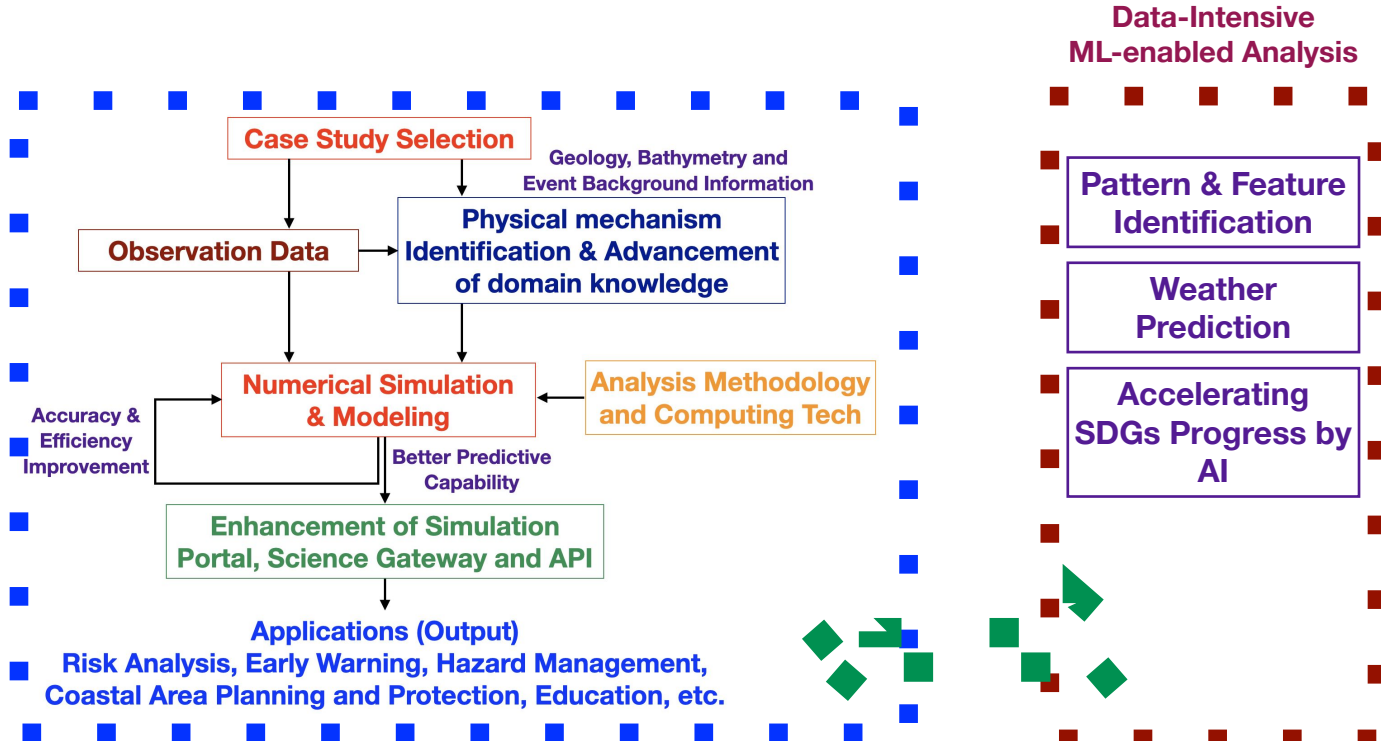 Data-Intensive
ML-enabled Analysis
Case Study Selection
Geology, Bathymetry and
Event Background Information
Physical mechanism
Identification & Advancement
of domain knowledge
Observation Data
Numerical Simulation
& Modeling
Analysis Methodology
and Computing Tech
Accuracy &
Efficiency
Improvement
Better Predictive
Capability
Enhancement of Simulation
Portal, Science Gateway and API
Applications (Output)
Risk Analysis, Early Warning, Hazard Management,
Coastal Area Planning and Protection, Education, etc.
Pattern & Feature
Identification
Weather
Prediction
Accelerating
SDGs Progress by
AI